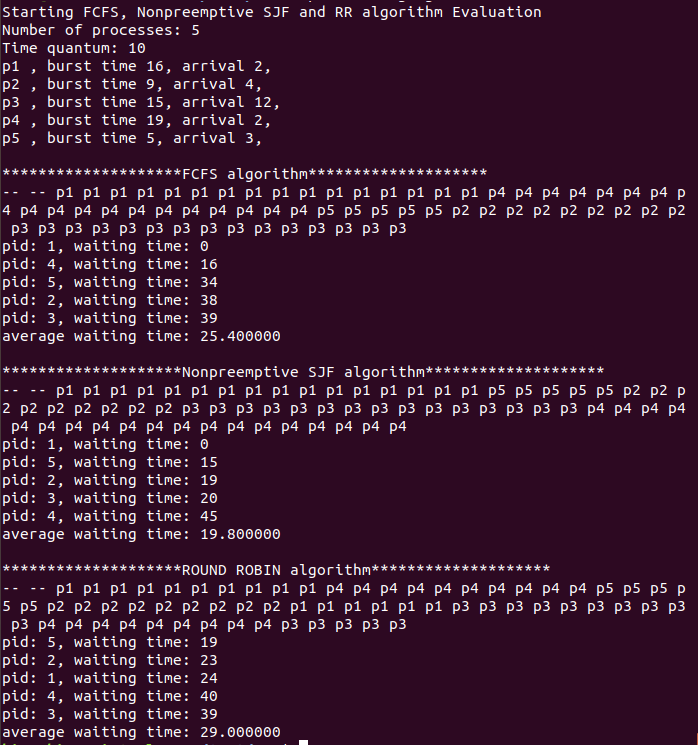 Starting FCFS, Nonpreemptive SJF and RR algorithm Evaluation
Number of processes: 5
Time quantum: 10
p1 , burst time 16, arrival 2,
p2 , burst time 9, arrival 4,
p3 , burst time 15, arrival 12,
p4 , burst time 19, arrival 2,
p5 , burst time 5, arrival 3,
********************FCFS algorithm********************
-- -- p1 p1 p1 p1 p1 p1 p1 p1 p1 p1 p1 p1 p1 p1 p1 p1 p4 p4 p4 p4 p4 p4 p4 p
4 p4 p4 p4 p4 p4 p4 p4 p4 p4 p4 p4 p5 p5 p5 p5 p5 p2 p2 p2 p2 p2 p2 p2 p2 p2
p3 p3 p3 p3 p3 p3 p3 p3 p3 p3 p3 p3 p3 p3 p3
pid: 1, waiting time: 0
pid: 4, waiting time: 16
pid: 5, waiting time: 34
pid: 2, waiting time: 38
pid: 3, waiting time: 39
average waiting time: 25.400000
********************Nonpreemptive SJF algorithm********************
-- -- p1 p1 p1 p1 p1 p1 p1 p1 p1 p1 p1 p1 p1 p1 p1 p1 p5 p5 p5 p5 p5 p2 p2 p
2 p2 p2 p2 p2 p2 p2 p3 p3 p3 p3 p3 p3 p3 p3 p3 p3 p3 p3 p3 p3 p3 p4 p4 p4 p4
p4 p4 p4 p4 p4 p4 p4 p4 p4 p4 p4 p4 p4 p4 p4
pid: 1, waiting time: 0
pid: 5, waiting time: 15
pid: 2, waiting time: 19
pid: 3, waiting time: 20
pid: 4, waiting time: 45
average waiting time: 19.800000
********************ROUND ROBIN algorithm********************
-- -- p1 p1 p1 p1 p1 p1 p1 p1 p1 p1 p4 p4 p4 p4 p4 p4 p4 p4 p4 p4 p5 p5 p5 p
5 p5 p2 p2 p2 p2 p2 p2 p2 p2 p2 p1 p1 p1 p1 p1 p1 p3 p3 p3 p3 p3 p3 p3 p3 p3
p3 p4 p4 p4 p4 p4 p4 p4 p4 p4 p3 p3 p3 p3 p3
pid: 5, waiting time: 19
pid: 2, waiting time: 23
pid: 1, waiting time: 24
pid: 4, waiting time: 40
pid: 3, waiting time: 39
average waiting time: 29.000000